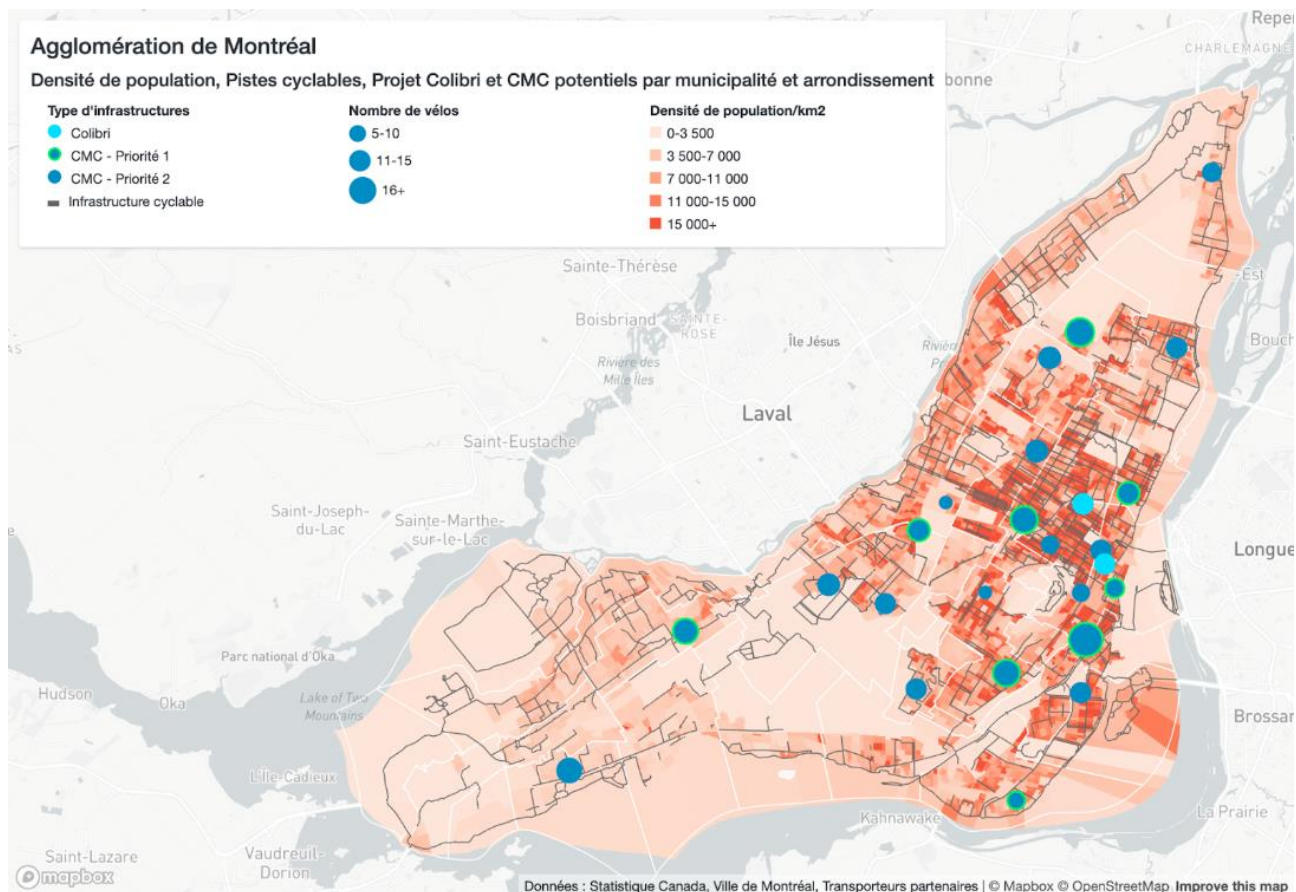 Agglomération de Montréal
Densité de population, Pistes cyclables, Projet Colibri et CMC potentiels par municipalité et arrondissement
Type d'infrastructures
Colibri
CMC - Priorité 1
CMC - Priorité 2
Infrastructure cyclable
Nombre de vélos
5-10
11-15
16+
Densité de population/km2
0-3 500
3 500-7 000
7 000-11 000
11 000-15 000
15 000+
Repe
CHARLEMAGNE
bonne
Sainte-Thérèse
Boisbriand
SAINTE-
ROSE
Île Jésus
Riviè
Rivière des
Mille Îles
-Est
Bouch
Laval
Saint-Eustache
Saint-Joseph-
du-Lac
Sainte-Marthe-
sur-le-Lac
Longue
Parc national d'Oka
Hudson
Oka
Lake of Two
Mountains
Brossar
L'Île-Cadieux
Kahnawake
La Prairie
Saint-Lazare
Vaudreuil-
Dorion
mapbox
Données : Statistique Canada, Ville de Montréal, Transporteurs partenaires | © Mapbox © OpenStreetMap Improve this map